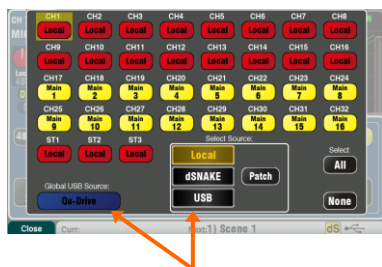 CH1 CH2 CH3 CH4 CH5 CH6 CH7 CH8
Local Local Local Local Local Local Local Local
CH9 CH10 CH11 CH12 CH13 CH14 CH15 CH16
Local Local Local Local Local Local Local Local
CH17 CH18 CH19 CH20 CH21 CH22 CH23 CH24
Main 1 Main 2 Main 3 Main 4 Main 5 Main 6 Main 7 Main 8
CH25 CH26 CH27 CH28 CH29 CH30 CH31 CH32
Main 9 Main 10 Main 11 Main 12 Main 13 Main 14 Main 15 Main 16
ST1 ST2 ST3 Select Source:
Local Local Local Local
Select
All
dSNAKE Patch
Global USB Source:
Qu-Drive USB None
Close Curr: Next:1) Scene 1 dS